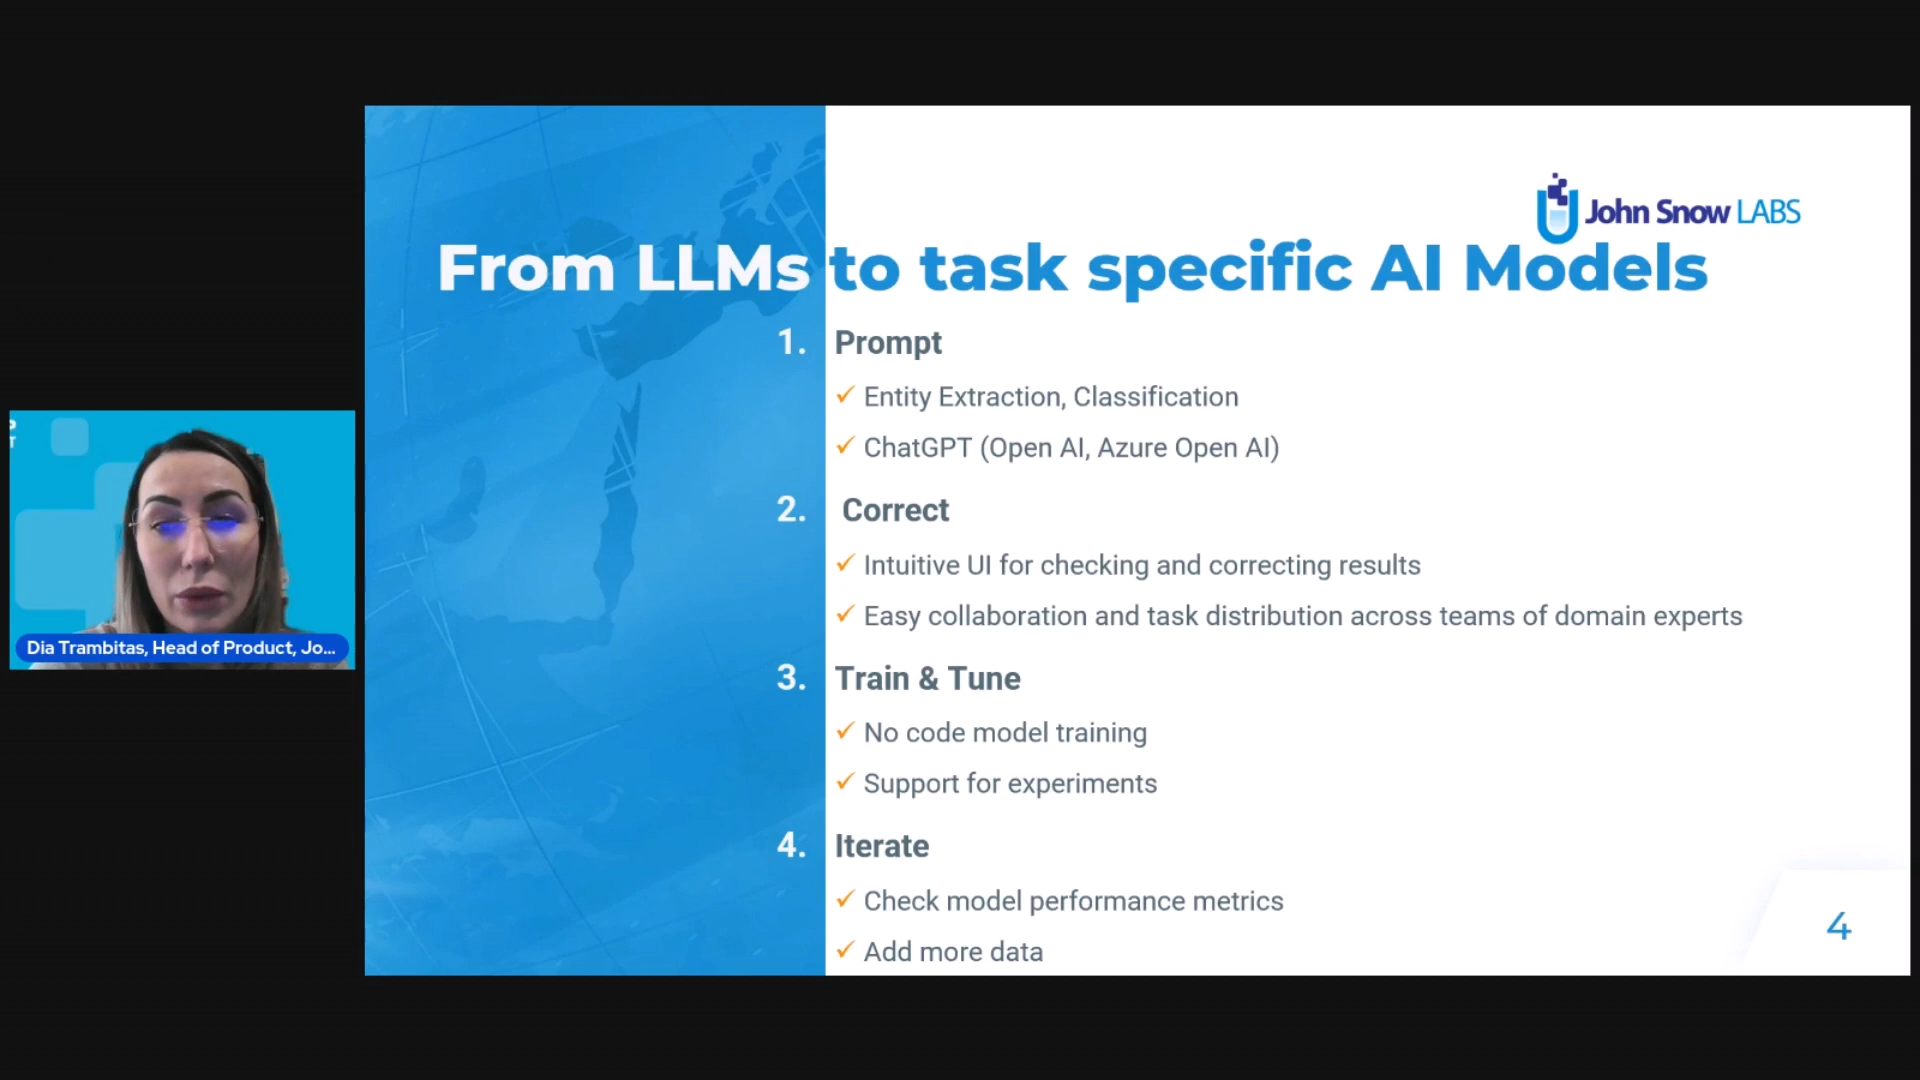 John Snow LABS
From LLMs to task specific AI Models
1. Prompt
✓ Entity Extraction, Classification
✓ ChatGPT (Open AI, Azure Open AI)
2. Correct
✓ Intuitive UI for checking and correcting results
✓ Easy collaboration and task distribution across teams of domain experts
3. Train & Tune
✓ No code model training
✓ Support for experiments
4. Iterate
✓ Check model performance metrics
✓ Add more data
4
Dia Trambitas, Head of Product, Jo...